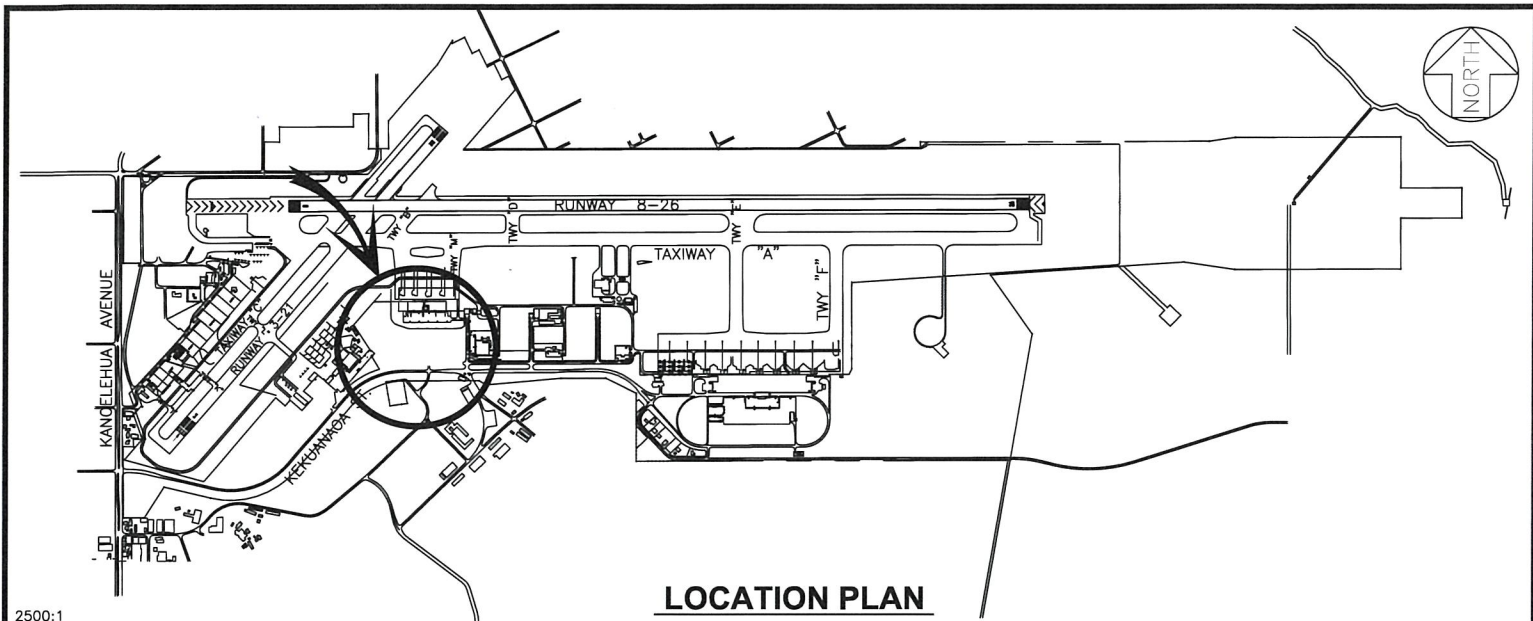 NORTH
RUNWAY 8-26
TWY "D"
TWY "E"
TWY "B"
TWY "M"
TAXIWAY "A"
TWY "F"
KANOELEHUA AVENUE
TAXIWAY "C"
RUNWAY 3-21
KEKUANAOA
LOCATION PLAN
2500:1